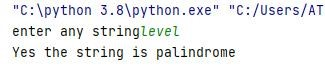 "C:\python 3.8\python.exe" "C:/Users/AT
enter any stringlevel
Yes the string is palindrome